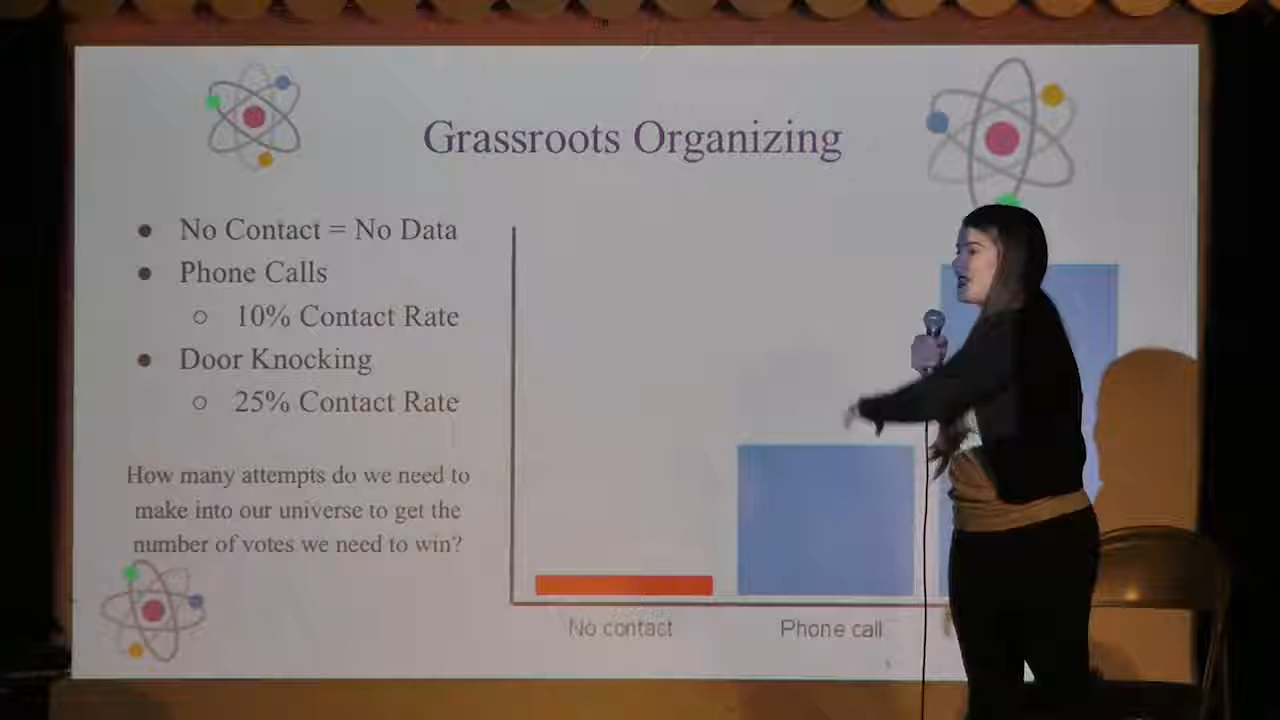 Grassroots Organizing
No Contact = No Data
Phone Calls
10% Contact Rate
Door Knocking
25% Contact Rate
How many attempts do we need to
make into our universe to get the
number of votes we need to win?
No contact
Phone call